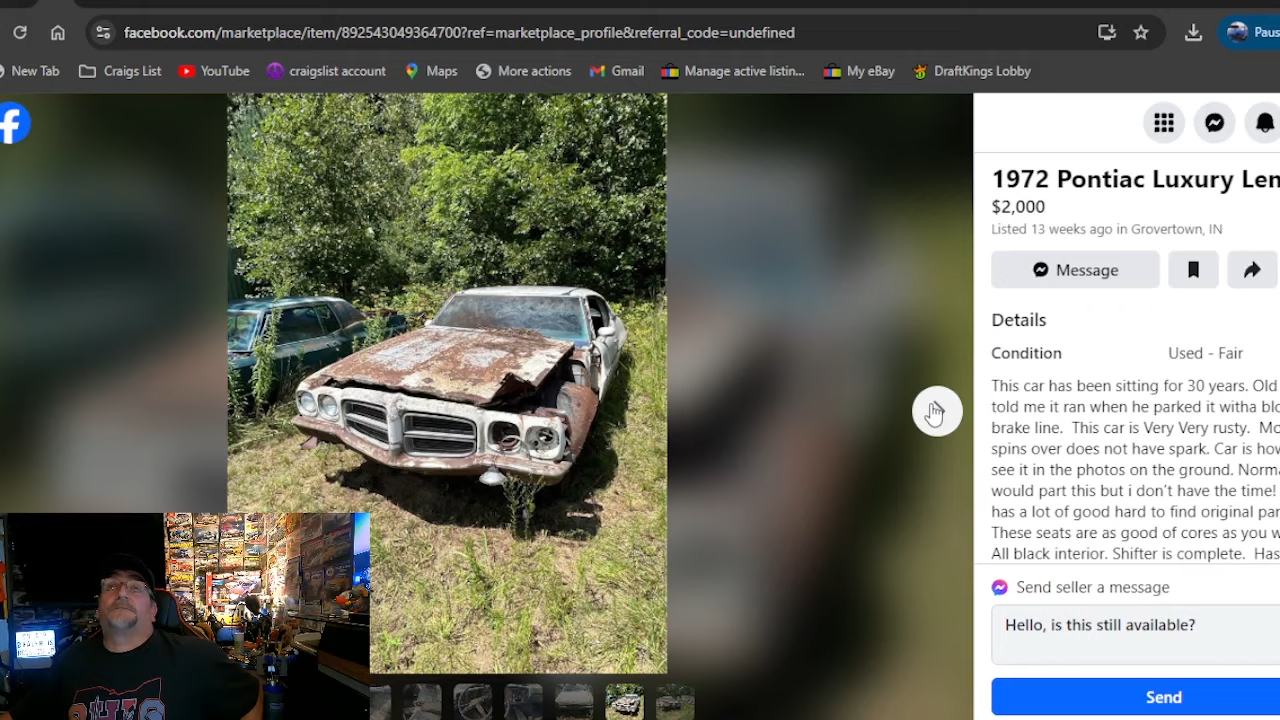 facebook.com/marketplace/item/892543049364700?ref=marketplace_profile&referral_code=undefined
Paus
New Tab
Craigs List
YouTube
craigslist account
Maps
More actions
Gmail
Manage active listin...
My eBay
DraftKings Lobby
1972 Pontiac Luxury Len
$2,000
Listed 13 weeks ago in Grovertown, IN
Message
Details
Condition Used - Fair
This car has been sitting for 30 years. Old
told me it ran when he parked it witha blo
brake line. This car is Very Very rusty. Mo
spins over does not have spark. Car is how
see it in the photos on the ground. Norma
would part this but i don't have the time!
has a lot of good hard to find original par
These seats are as good of cores as you w
All black interior. Shifter is complete. Has
Send seller a message
Hello, is this still available?
Send